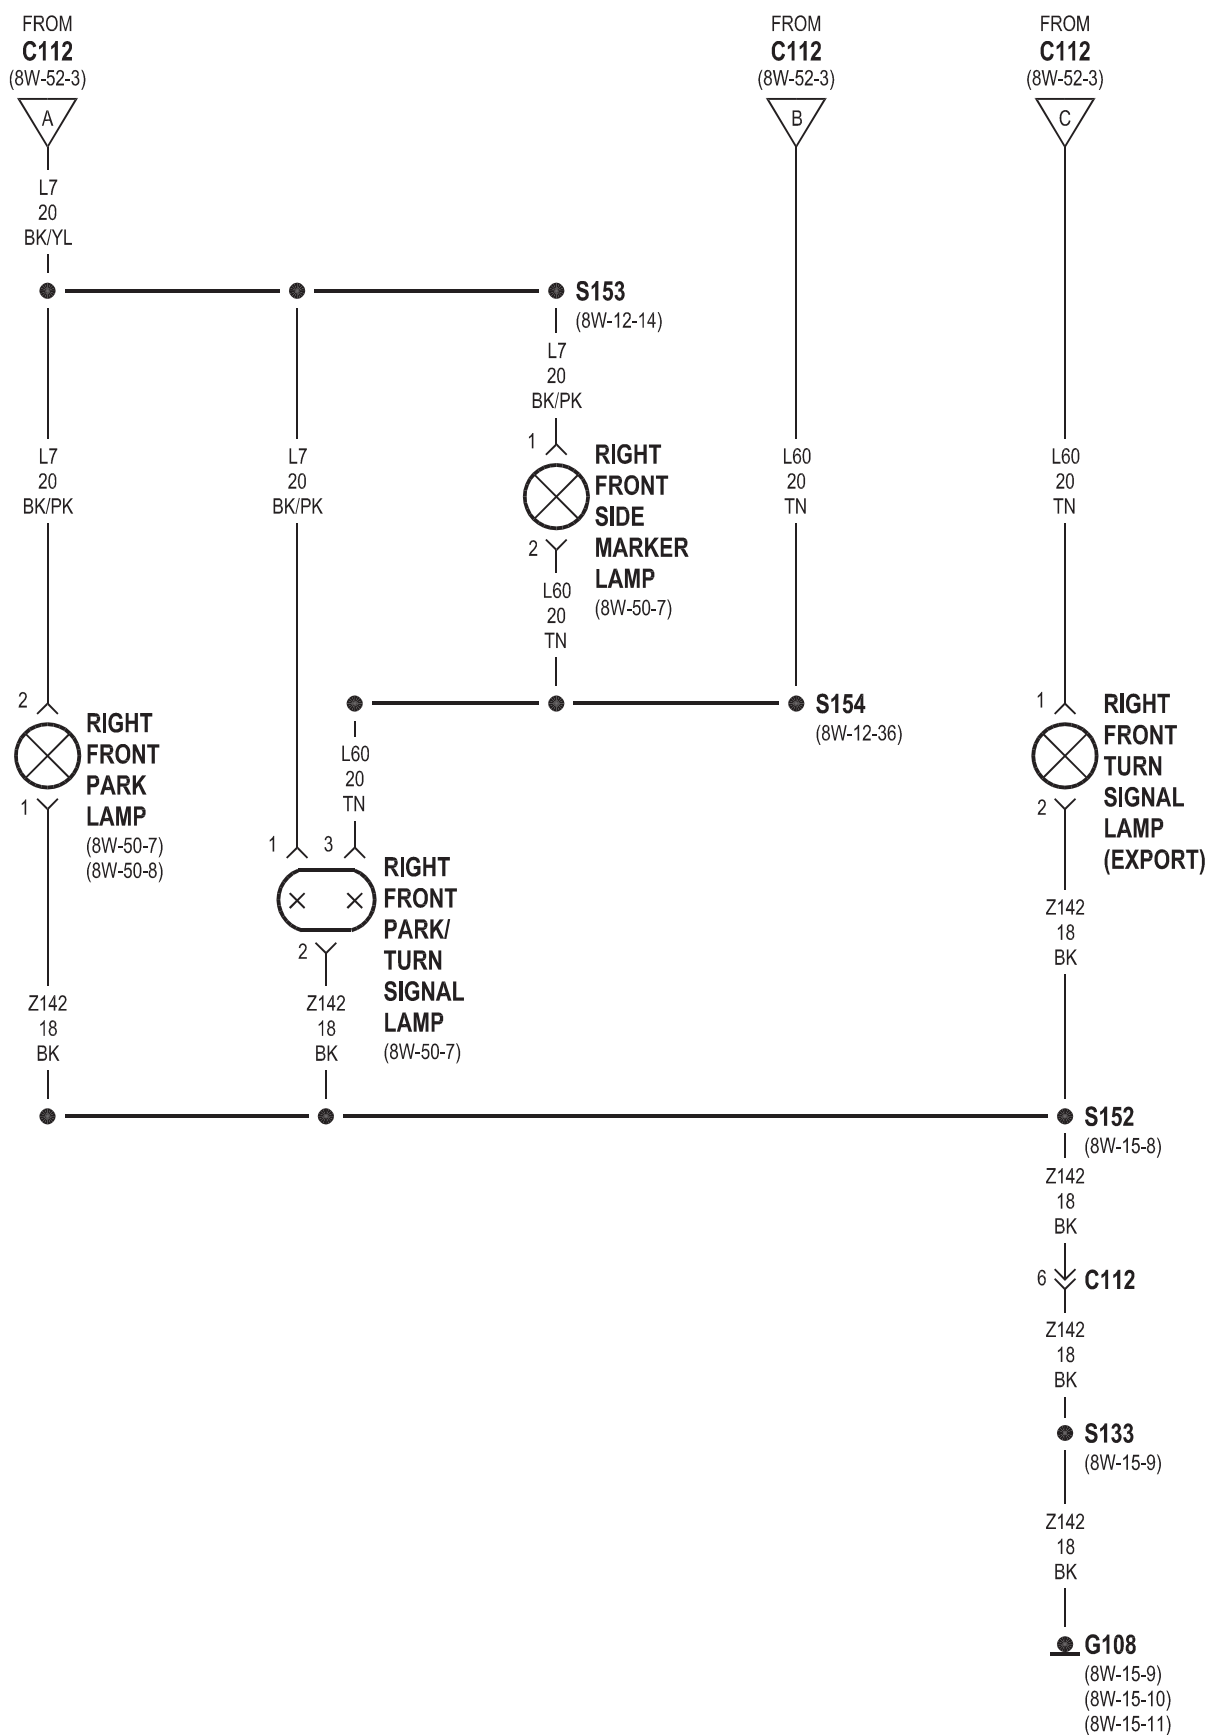 FROM
C112
(8W-52-3)
A
L7
20
BK/YL
FROM
C112
(8W-52-3)
B
FROM
C112
(8W-52-3)
C
S153
(8W-12-14)
L7
20
BK/PK
L7
20
BK/PK
L7
20
BK/PK
1
RIGHT
FRONT
SIDE
MARKER
LAMP
(8W-50-7)
2
L60
20
TN
L60
20
TN
L60
20
TN
S154
(8W-12-36)
2
RIGHT
FRONT
PARK
LAMP
(8W-50-7)
(8W-50-8)
1
L60
20
TN
1
3
RIGHT
FRONT
PARK/
TURN
SIGNAL
LAMP
(8W-50-7)
2
1
RIGHT
FRONT
TURN
SIGNAL
LAMP
(EXPORT)
2
Z142
18
BK
Z142
18
BK
Z142
18
BK
S152
(8W-15-8)
Z142
18
BK
6
C112
Z142
18
BK
S133
(8W-15-9)
Z142
18
BK
G108
(8W-15-9)
(8W-15-10)
(8W-15-11)